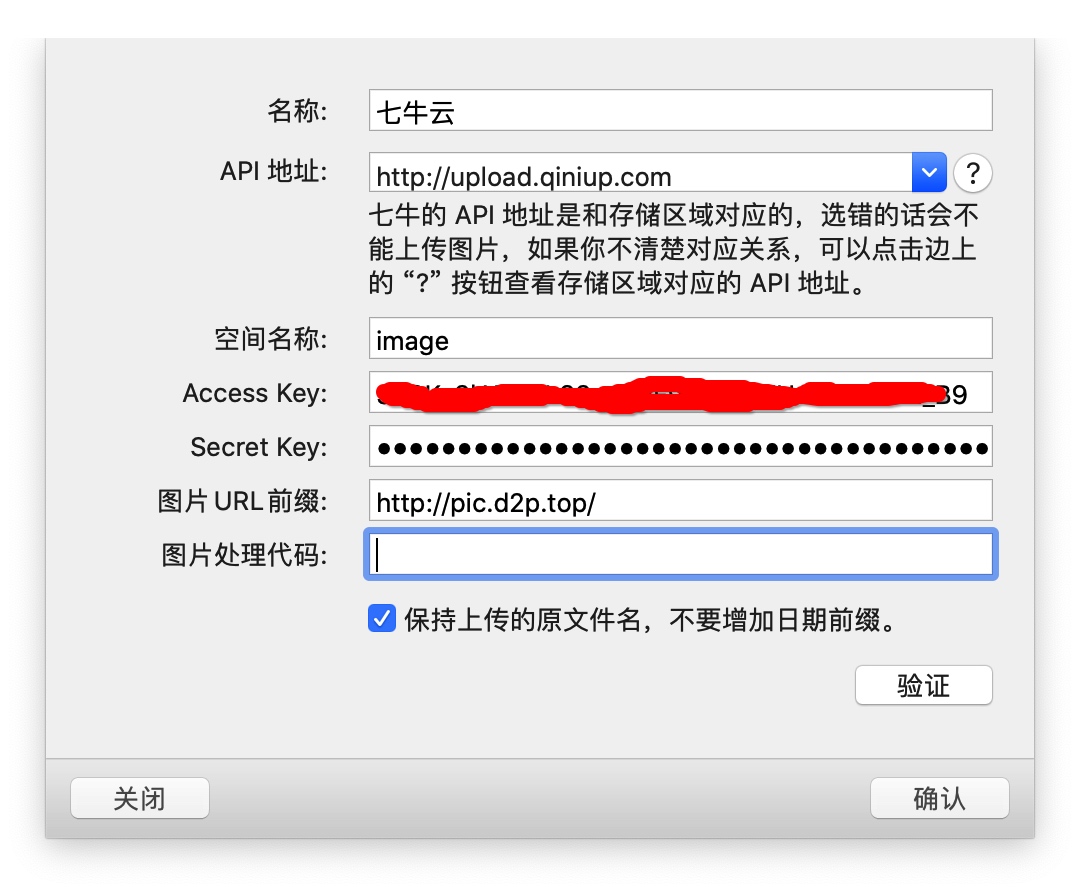 名称: 七牛云
API 地址: http://upload.qiniup.com ?
七牛的 API 地址是和存储区域对应的，选错的话会不
能上传图片，如果你不清楚对应关系，可以点击边上
的 “?” 按钮查看存储区域对应的 API 地址。
空间名称: image
Access Key: _B9
Secret Key: ••••••••••••••••••••••••••••••••••••••
图片 URL 前缀: http://pic.d2p.top/
图片处理代码:
保持上传的原文件名，不要增加日期前缀。
验证
关闭 确认